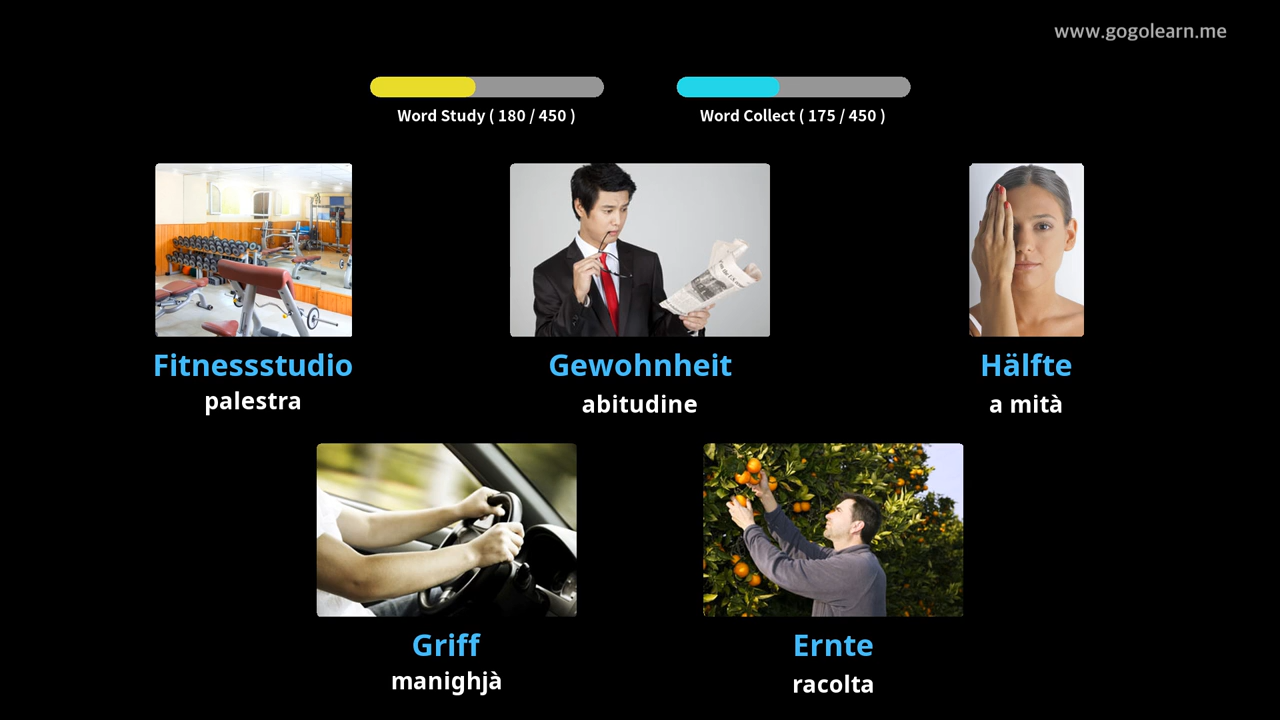 www.gogolearn.me
Word Study ( 180 / 450 )
Word Collect ( 175 / 450 )
Fitnessstudio
palestra
Gewohnheit
abitudine
Hälfte
a mità
Griff
manighjà
Ernte
racolta